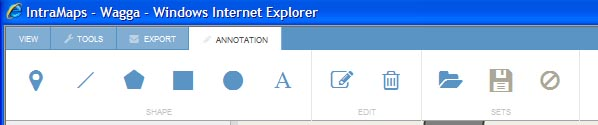 IntraMaps - Wagga - Windows Internet Explorer
VIEW TOOLS EXPORT ANNOTATION
A
SHAPE EDIT SETS